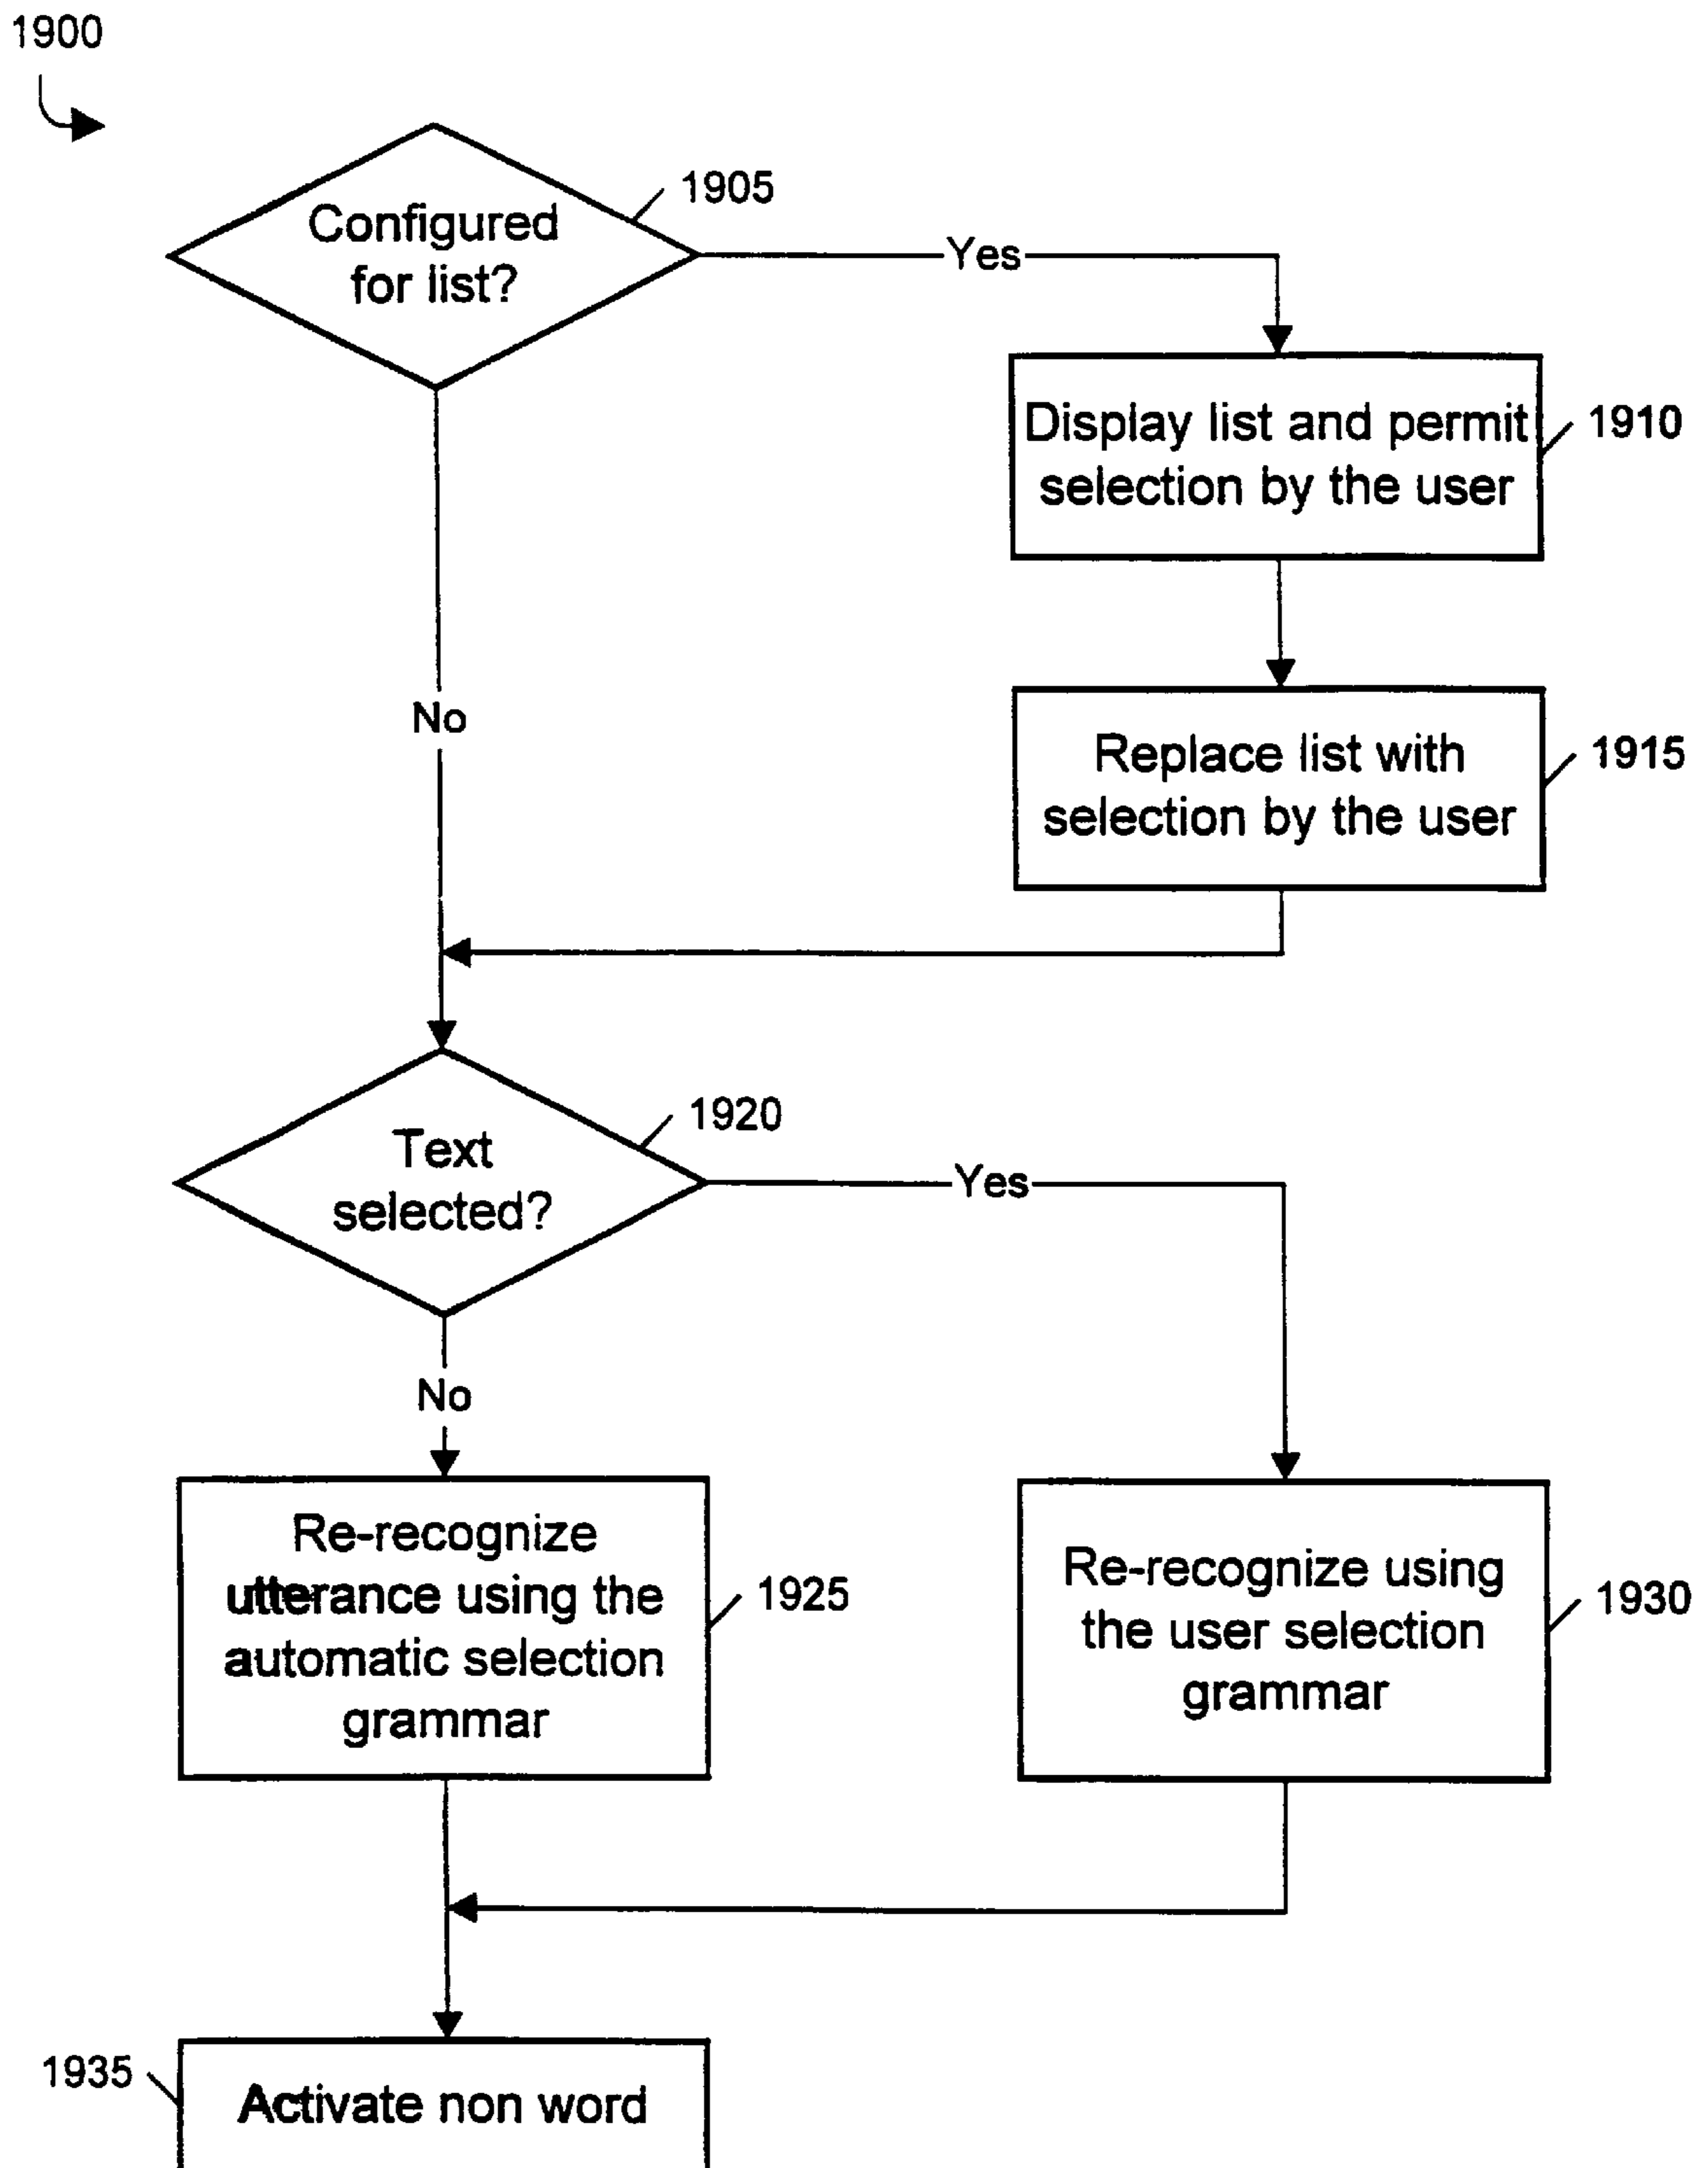 1900
Configured
for list?
1905
Yes
Display list and permit
selection by the user
1910
No
Replace list with
selection by the user
1915
Text
selected?
1920
Yes
No
Re-recognize
utterance using the
automatic selection
grammar
1925
Re-recognize using
the user selection
grammar
1930
1935
Activate non word